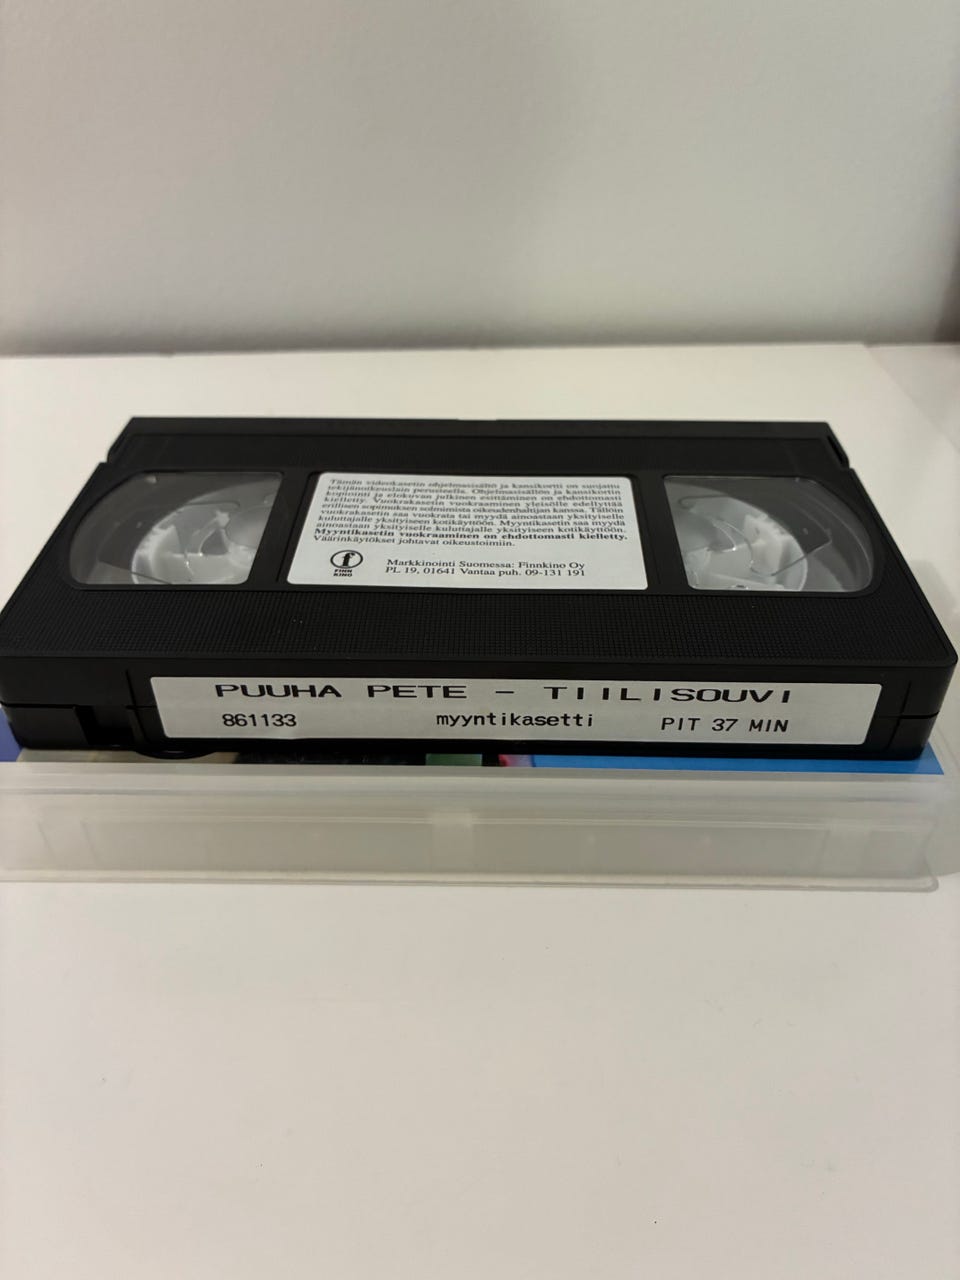 Tämän videokasetin ohjelmasisältö ja kansikortti on suojattu
tekijänoikeuslain perusteella. Ohjelmasisällön ja kansikortin
kopiointi ja elokuvan julkinen esittäminen on ehdottomasti
kielletty. Vuokrakasetin vuokraaminen yleisölle edellyttää
erillisen sopimuksen solmimista oikeudenhaltijan kanssa. Tällöin
vuokrakasetin saa vuokrata tai myydä ainoastaan yksityiselle
kuluttajalle yksityiseen kotikäyttöön. Myyntikasetin saa myydä
ainoastaan yksityiselle kuluttajalle yksityiseen kotikäyttöön.
Myyntikasetin vuokraaminen on ehdottomasti kielletty.
Väärinkäytökset johtavat oikeustoimiin.
f
FINN
KINO
Markkinointi Suomessa: Finnkino Oy
PL 19, 01641 Vantaa puh. 09-131 191
PUUHA PETE - TIILISOUVI
861133 myyntikasetti PIT 37 MIN